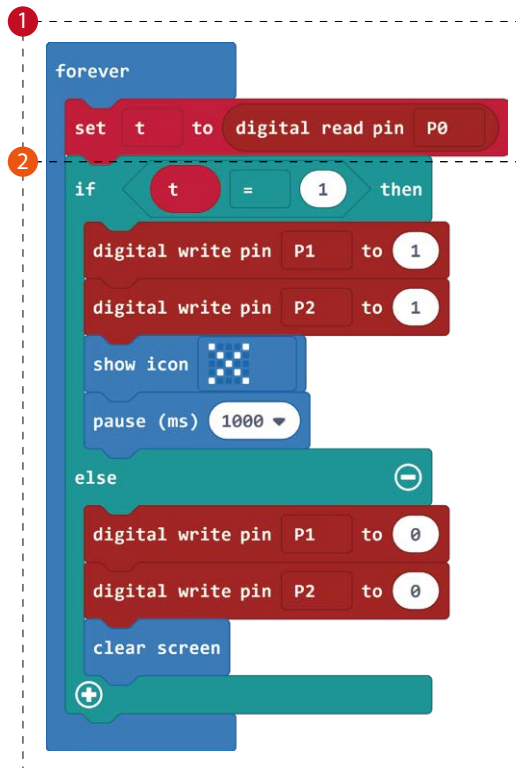 1
forever
set t to digital read pin P0
2
if t = 1 then
digital write pin P1 to 1
digital write pin P2 to 1
show icon
pause (ms) 1000
else
digital write pin P1 to 0
digital write pin P2 to 0
clear screen